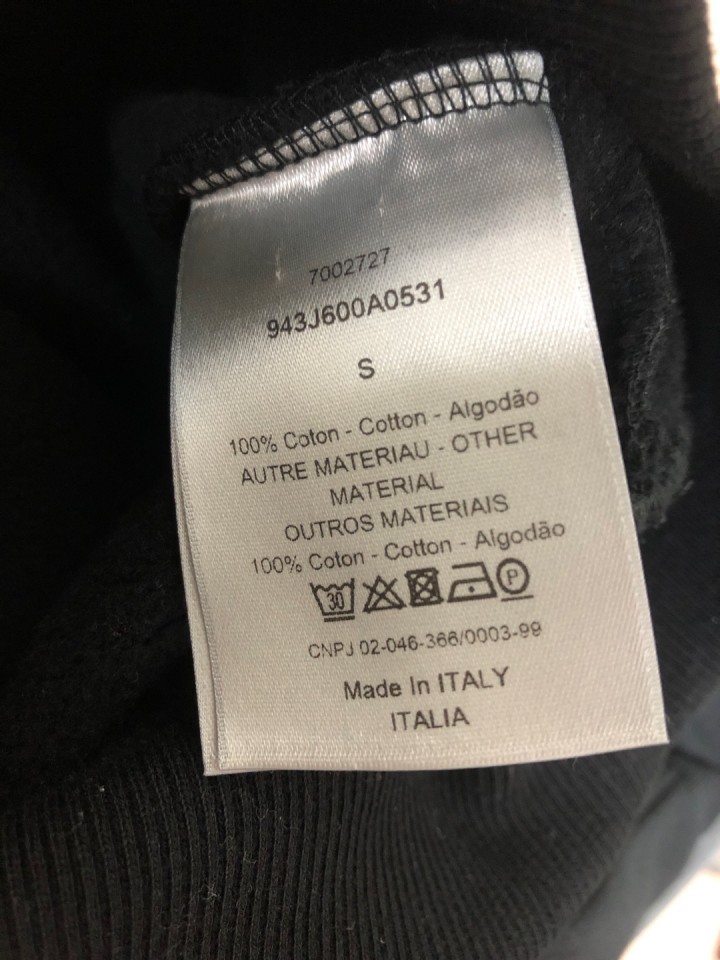 7002727
943J600A0531
S
100% Coton - Cotton - Algodão
AUTRE MATERIAU - OTHER
MATERIAL
OUTROS MATERIAIS
100% Coton - Cotton - Algodão
30 P
CNPJ 02-046-366/0003-99
Made In ITALY
ITALIA